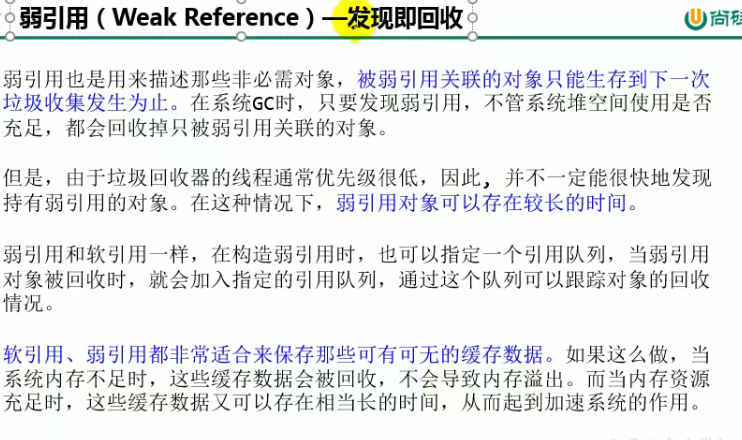 弱引用（Weak Reference）—发现即回收
尚硅
弱引用也是用来描述那些非必需对象，被弱引用关联的对象只能生存到下一次
垃圾收集发生为止。在系统GC时，只要发现弱引用，不管系统堆空间使用是否
充足，都会回收掉只被弱引用关联的对象。
但是，由于垃圾回收器的线程通常优先级很低，因此，并不一定能很快地发现
持有弱引用的对象。在这种情况下，弱引用对象可以存在较长的时间。
弱引用和软引用一样，在构造弱引用时，也可以指定一个引用队列，当弱引用
对象被回收时，就会加入指定的引用队列，通过这个队列可以跟踪对象的回收
情况。
软引用、弱引用都非常适合来保存那些可有可无的缓存数据。如果这么做，当
系统内存不足时，这些缓存数据会被回收，不会导致内存溢出。而当内存资源
充足时，这些缓存数据又可以存在相当长的时间，从而起到加速系统的作用。